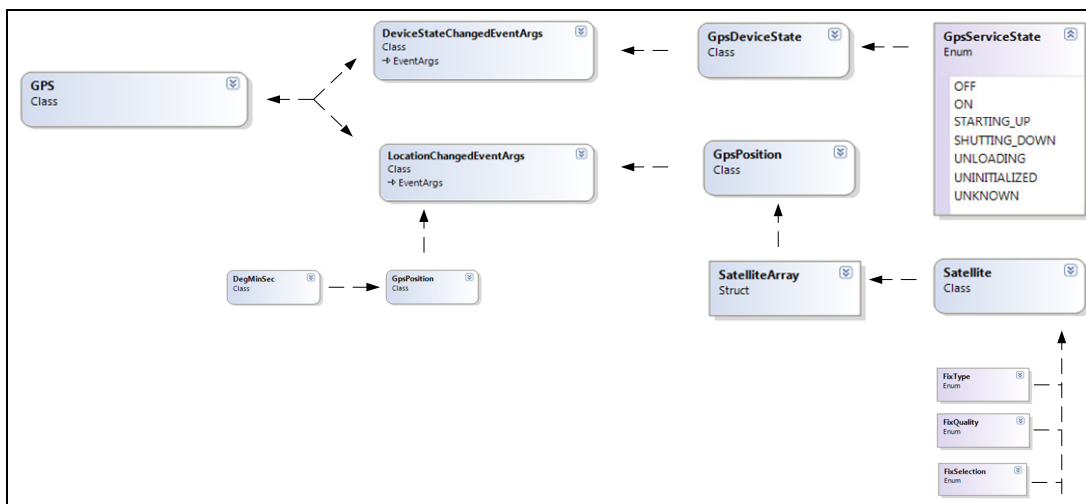 GPS
Class
DeviceStateChangedEventArgs
Class
EventArgs
GpsDeviceState
Class
GpsServiceState
Enum
OFF
ON
STARTING_UP
SHUTTING_DOWN
UNLOADING
UNINITIALIZED
UNKNOWN
LocationChangedEventArgs
Class
EventArgs
GpsPosition
Class
DegMinSec
Class
GpsPosition
Class
SatelliteArray
Struct
Satellite
Class
FixType
Enum
FixQuality
Enum
FixSelection
Enum